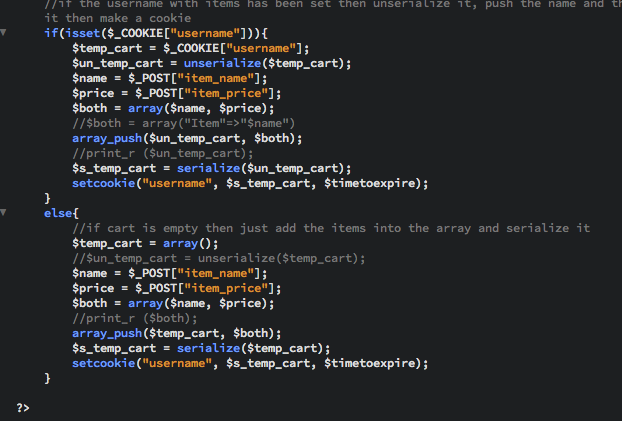 //if the username with items has been set then unserialize it, push the name and th
it then make a cookie
if(isset($_COOKIE["username"])){
$temp_cart = $_COOKIE["username"];
$un_temp_cart = unserialize($temp_cart);
$name = $_POST["item_name"];
$price = $_POST["item_price"];
$both = array($name, $price);
//$both = array("Item"=>"$name")
array_push($un_temp_cart, $both);
//print_r ($un_temp_cart);
$s_temp_cart = serialize($un_temp_cart);
setcookie("username", $s_temp_cart, $timetoexpire);
}
else{
//if cart is empty then just add the items into the array and serialize it
$temp_cart = array();
//$un_temp_cart = unserialize($temp_cart);
$name = $_POST["item_name"];
$price = $_POST["item_price"];
$both = array($name, $price);
//print_r ($both);
array_push($temp_cart, $both);
$s_temp_cart = serialize($temp_cart);
setcookie("username", $s_temp_cart, $timetoexpire);
}
?>